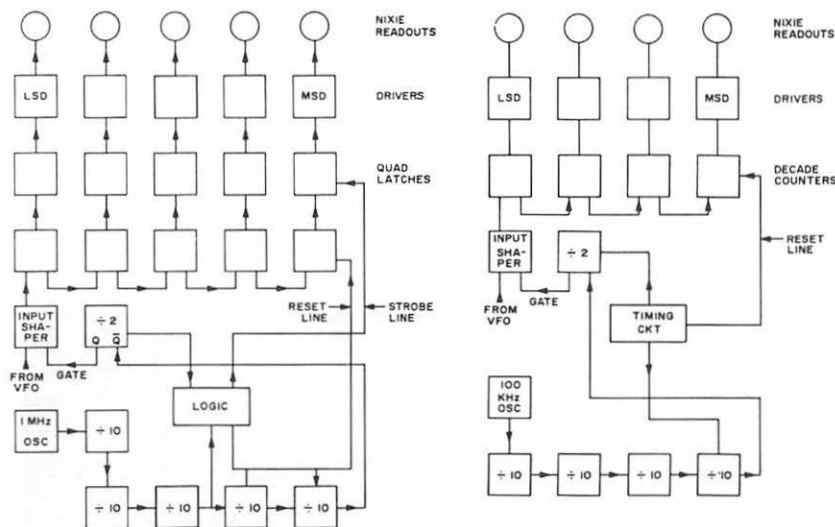 NIXIE
READOUTS
LSD
MSD
DRIVERS
QUAD
LATCHES
RESET
LINE
STROBE
LINE
INPUT
SHA-
PER
÷ 2
Q Q̅
FROM
VFO
GATE
LOGIC
1 MHz
OSC
÷ 10
÷ 10
÷ 10
÷ 10
÷ 10
NIXIE
READOUTS
LSD
MSD
DRIVERS
DECADE
COUNTERS
RESET
LINE
INPUT
SHA-
PER
÷ 2
FROM
VFO
GATE
TIMING
CKT
100
KHz
OSC
÷ 10
÷ 10
÷ 10
÷ 10